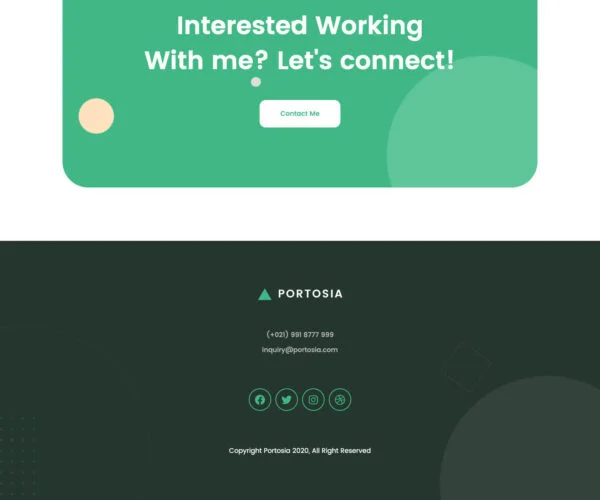 Interested Working
With me? Let's connect!
Contact Me
PORTOSIA
(+021) 991 8777 999
inquiry@portosia.com
Copyright Portosia 2020, All Right Reserved